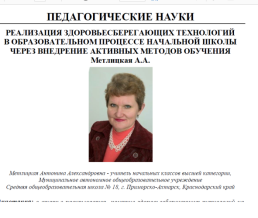 ПЕДАГОГИЧЕСКИЕ НАУКИ
РЕАЛИЗАЦИЯ ЗДОРОВЬЕСБЕРЕГАЮЩИХ ТЕХНОЛОГИЙ
В ОБРАЗОВАТЕЛЬНОМ ПРОЦЕССЕ НАЧАЛЬНОЙ ШКОЛЫ
ЧЕРЕЗ ВНЕДРЕНИЕ АКТИВНЫХ МЕТОДОВ ОБУЧЕНИЯ
Метлицкая А.А.
Метлицкая Антонина Александровна - учитель начальных классов высшей категории,
Муниципальное автономное общеобразовательное учреждение
Средняя общеобразовательная школа № 18, г. Приморско-Ахтарск, Краснодарский край